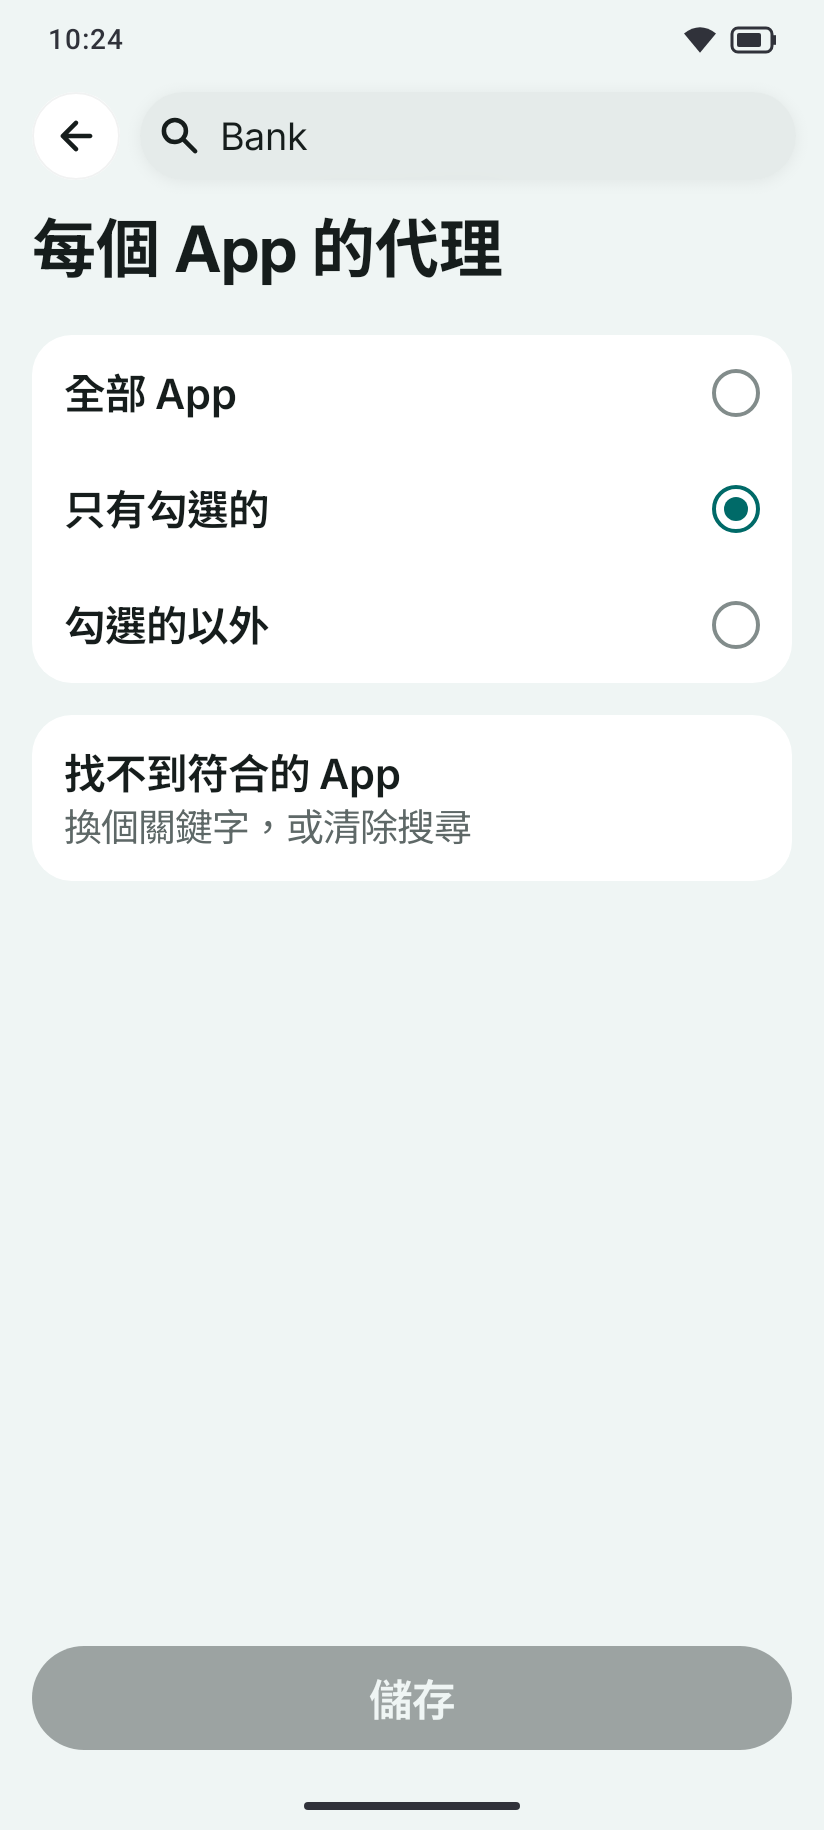 10:24
Bank
每個 App 的代理
全部 App
只有勾選的
勾選的以外
找不到符合的 App
換個關鍵字，或清除搜尋
儲存